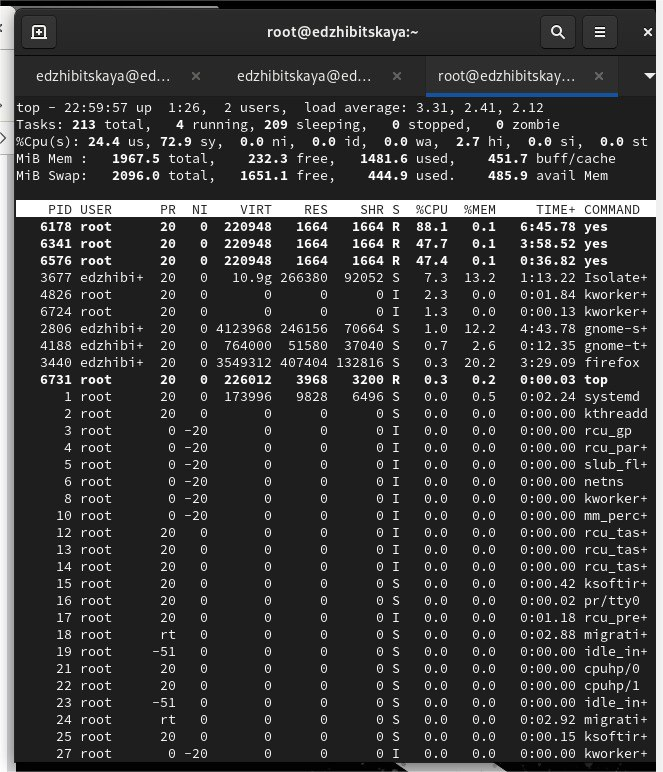 root@edzhibitskaya:~
edzhibitskaya@ed... × edzhibitskaya@ed... × root@edzhibitskay... ×
top - 22:59:57 up  1:26,  2 users,  load average: 3.31, 2.41, 2.12
Tasks: 213 total,   4 running, 209 sleeping,   0 stopped,   0 zombie
%Cpu(s): 24.4 us, 72.9 sy,  0.0 ni,  0.0 id,  0.0 wa,  2.7 hi,  0.0 si,  0.0 st
MiB Mem :   1967.5 total,    232.3 free,   1481.6 used,    451.7 buff/cache
MiB Swap:   2096.0 total,   1651.1 free,    444.9 used.    485.9 avail Mem
PID USER      PR  NI    VIRT    RES    SHR S  %CPU  %MEM     TIME+ COMMAND
6178 root      20   0  220948   1664   1664 R  88.1   0.1   6:45.78 yes
6341 root      20   0  220948   1664   1664 R  47.7   0.1   3:58.52 yes
6576 root      20   0  220948   1664   1664 R  47.4   0.1   0:36.82 yes
3677 edzhibi+  20   0   10.9g 266380  92052 S   7.3  13.2   1:13.22 Isolate+
4826 root      20   0       0      0      0 I   2.3   0.0   0:01.84 kworker+
6724 root      20   0       0      0      0 I   1.3   0.0   0:00.13 kworker+
2806 edzhibi+  20   0 4123968 246156  70664 S   1.0  12.2   4:43.78 gnome-s+
4188 edzhibi+  20   0  764000  51580  37040 S   0.7   2.6   0:12.35 gnome-t+
3440 edzhibi+  20   0 3549312 407404 132816 S   0.3  20.2   3:29.09 firefox
6731 root      20   0  226012   3968   3200 R   0.3   0.2   0:00.03 top
1 root      20   0  173996   9828   6496 S   0.0   0.5   0:02.24 systemd
2 root      20   0       0      0      0 S   0.0   0.0   0:00.00 kthreadd
3 root       0 -20       0      0      0 I   0.0   0.0   0:00.00 rcu_gp
4 root       0 -20       0      0      0 I   0.0   0.0   0:00.00 rcu_par+
5 root       0 -20       0      0      0 I   0.0   0.0   0:00.00 slub_fl+
6 root       0 -20       0      0      0 I   0.0   0.0   0:00.00 netns
8 root       0 -20       0      0      0 I   0.0   0.0   0:00.00 kworker+
10 root       0 -20       0      0      0 I   0.0   0.0   0:00.00 mm_perc+
12 root      20   0       0      0      0 I   0.0   0.0   0:00.00 rcu_tas+
13 root      20   0       0      0      0 I   0.0   0.0   0:00.00 rcu_tas+
14 root      20   0       0      0      0 I   0.0   0.0   0:00.00 rcu_tas+
15 root      20   0       0      0      0 S   0.0   0.0   0:00.42 ksoftir+
16 root      20   0       0      0      0 S   0.0   0.0   0:00.02 pr/tty0
17 root      20   0       0      0      0 I   0.0   0.0   0:01.18 rcu_pre+
18 root      rt   0       0      0      0 S   0.0   0.0   0:02.88 migrati+
19 root     -51   0       0      0      0 S   0.0   0.0   0:00.00 idle_in+
21 root      20   0       0      0      0 S   0.0   0.0   0:00.00 cpuhp/0
22 root      20   0       0      0      0 S   0.0   0.0   0:00.00 cpuhp/1
23 root     -51   0       0      0      0 S   0.0   0.0   0:00.00 idle_in+
24 root      rt   0       0      0      0 S   0.0   0.0   0:02.92 migrati+
25 root      20   0       0      0      0 S   0.0   0.0   0:00.15 ksoftir+
27 root       0 -20       0      0      0 I   0.0   0.0   0:00.00 kworker+